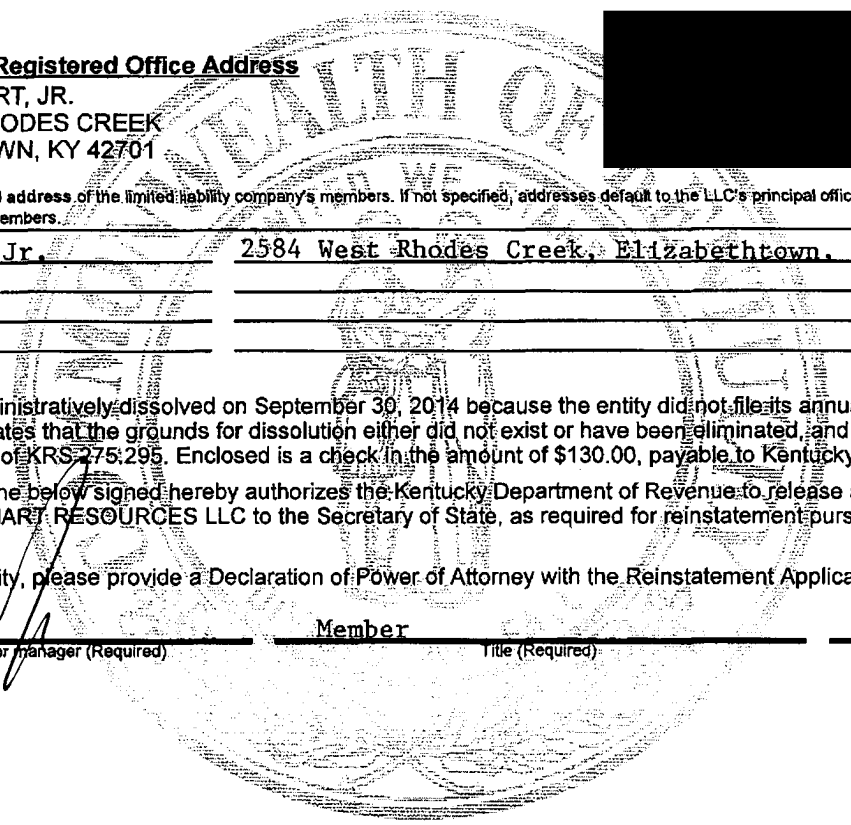 Registered Office Address
RT, JR.
ODES CREEK
WN, KY 42701
address of the limited liability company's members. If not specified, addresses default to the LLC's principal offic
embers.
Jr. 2584 West Rhodes Creek, Elizabethtown,
inistratively dissolved on September 30, 2014 because the entity did not file its annu
ates that the grounds for dissolution either did not exist or have been eliminated, and
of KRS 275.295. Enclosed is a check in the amount of $130.00, payable to Kentucky
ne below signed hereby authorizes the Kentucky Department of Revenue to release
ART RESOURCES LLC to the Secretary of State, as required for reinstatement purs
ity, please provide a Declaration of Power of Attorney with the Reinstatement Applica
Member
or manager (Required) Title (Required)
WEALTH OF
WE